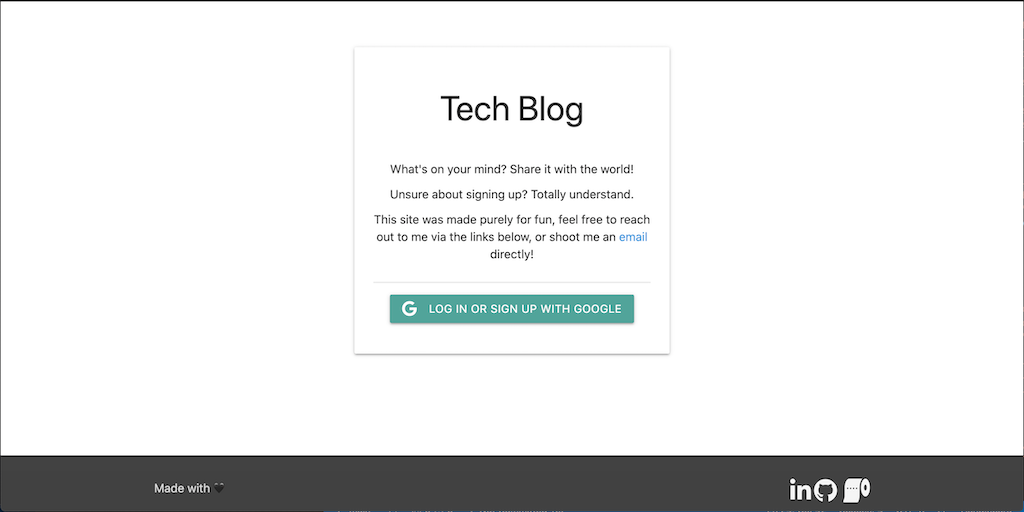 Tech Blog
What's on your mind? Share it with the world!
Unsure about signing up? Totally understand.
This site was made purely for fun, feel free to reach
out to me via the links below, or shoot me an email
directly!
G LOG IN OR SIGN UP WITH GOOGLE
Made with 🖤
in